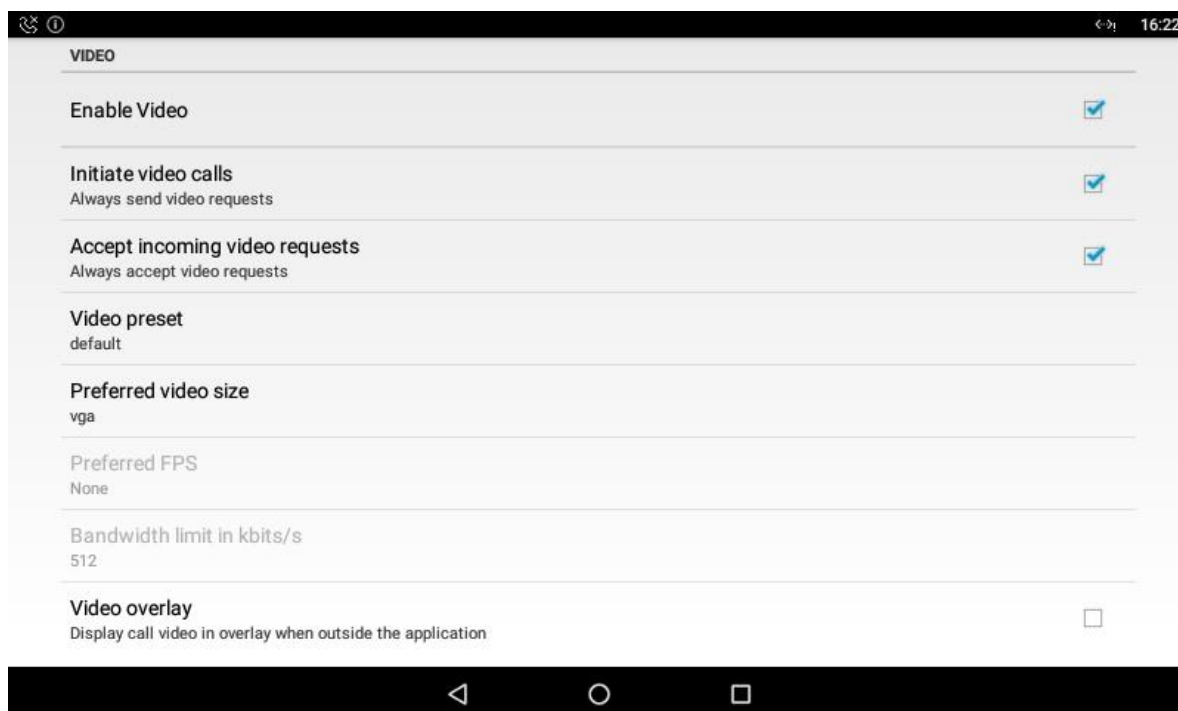 16:22
VIDEO
Enable Video
Initiate video calls
Always send video requests
Accept incoming video requests
Always accept video requests
Video preset
default
Preferred video size
vga
Preferred FPS
None
Bandwidth limit in kbits/s
512
Video overlay
Display call video in overlay when outside the application